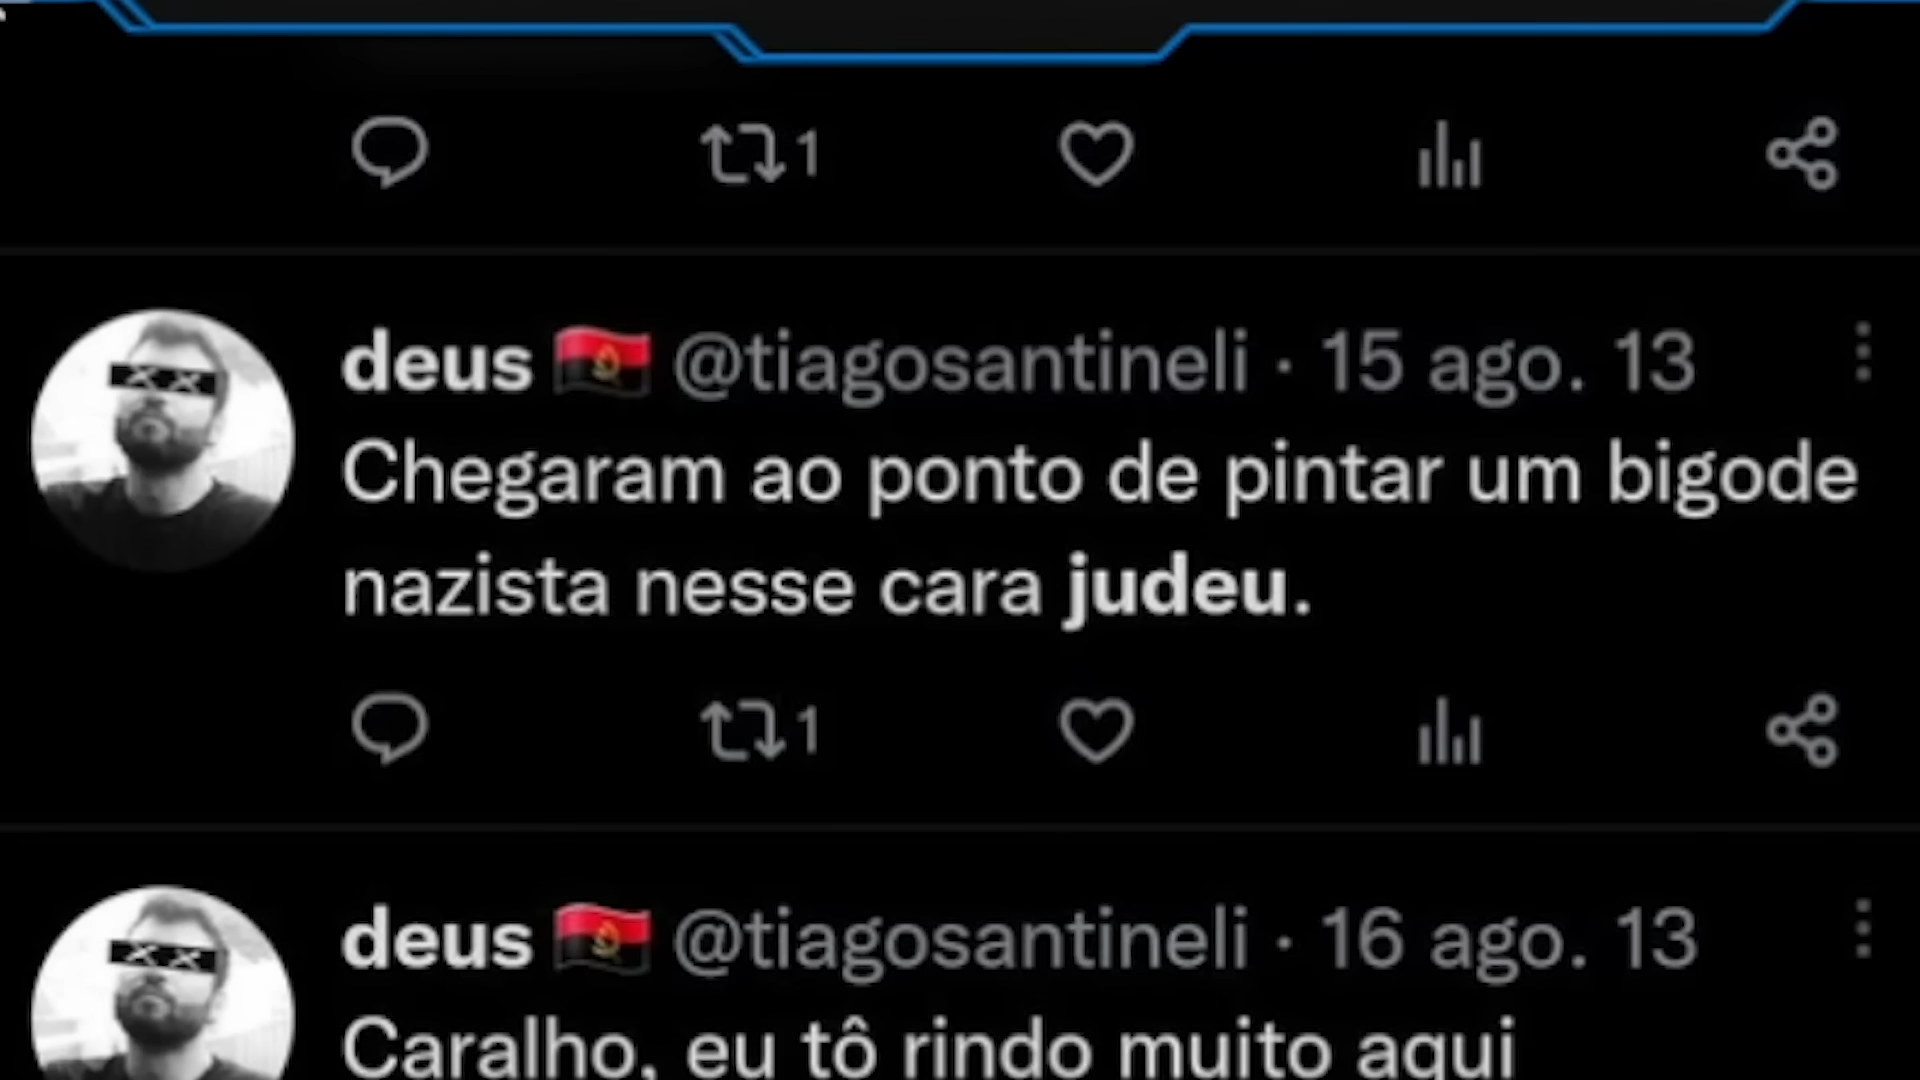 1
deus 🇦🇴 @tiagosantineli · 15 ago. 13
Chegaram ao ponto de pintar um bigode
nazista nesse cara judeu.
1
deus 🇦🇴 @tiagosantineli · 16 ago. 13
Caralho, eu tô rindo muito aqui